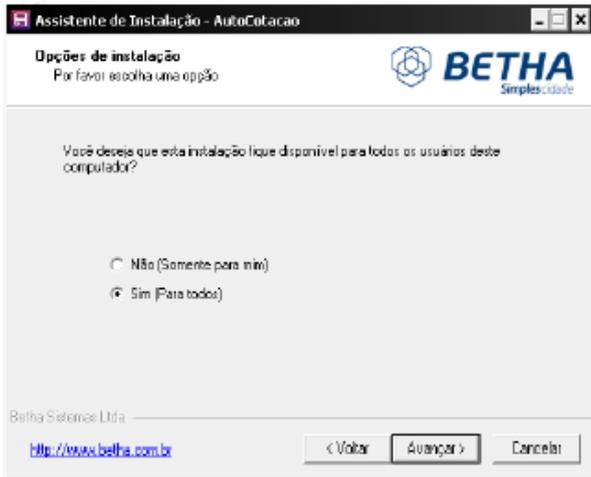 Assistente de Instalação - AutoCotacao
Opções de instalação
Por favor escolha uma opção
BETHA
Simplescidade
Você deseja que esta instalação fique disponível para todos os usuários deste
computador?
Não (Somente para mim)
Sim (Para todos)
Betha Sistemas Ltda
http://www.betha.com.br
< Voltar
Avançar >
Cancelar